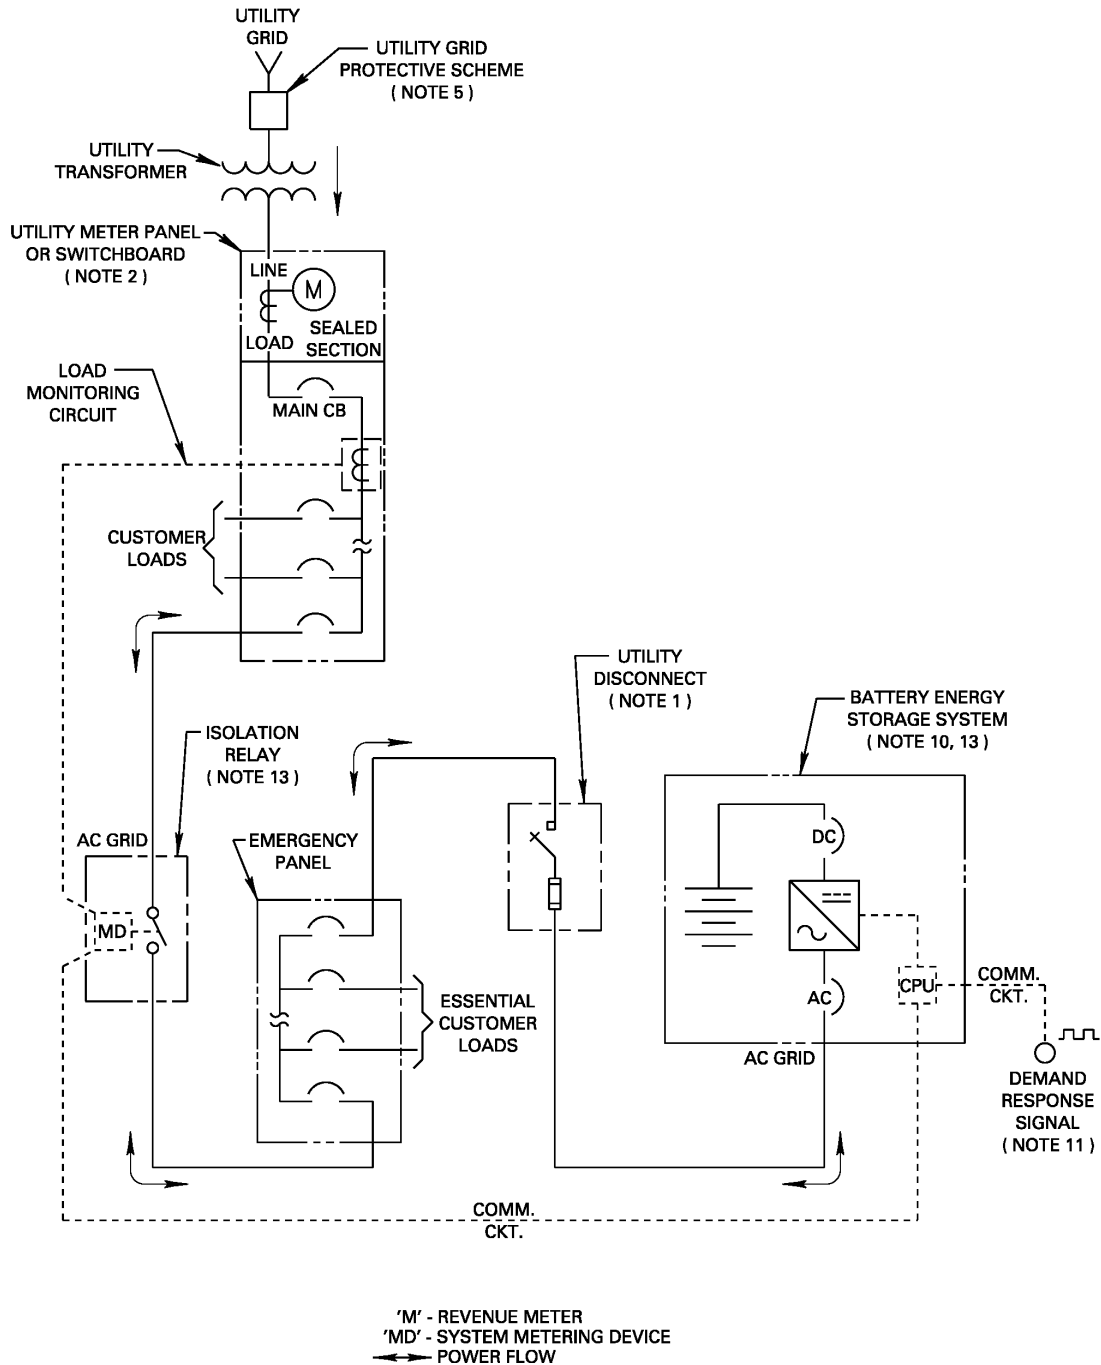 UTILITY
GRID
UTILITY GRID
PROTECTIVE SCHEME
( NOTE 5 )
UTILITY
TRANSFORMER
UTILITY METER PANEL
OR SWITCHBOARD
( NOTE 2 )
LINE
M
LOAD
SEALED
SECTION
LOAD
MONITORING
CIRCUIT
MAIN CB
CUSTOMER
LOADS
UTILITY
DISCONNECT
( NOTE 1 )
BATTERY ENERGY
STORAGE SYSTEM
( NOTE 10, 13 )
ISOLATION
RELAY
( NOTE 13 )
AC GRID
EMERGENCY
PANEL
MD
DC
ESSENTIAL
CUSTOMER
LOADS
AC
CPU
COMM.
CKT.
AC GRID
DEMAND
RESPONSE
SIGNAL
( NOTE 11 )
COMM.
CKT.
'M' - REVENUE METER
'MD' - SYSTEM METERING DEVICE
POWER FLOW